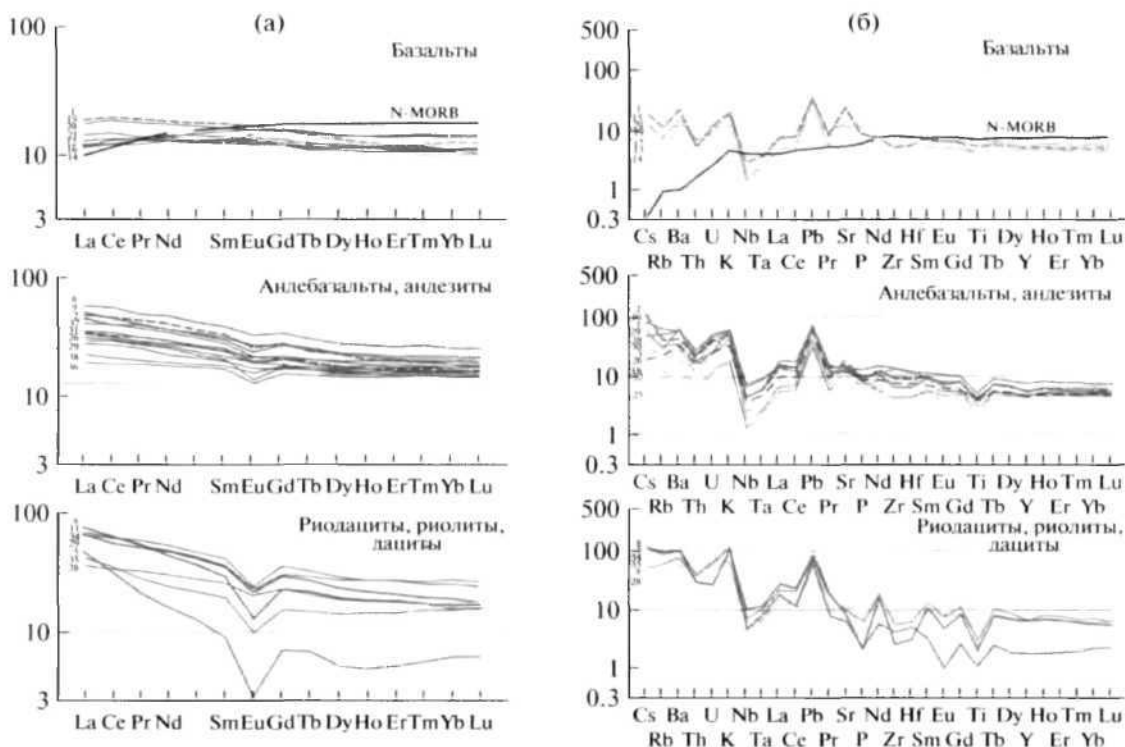 (а)
100
Базальты
N-MORB
10
3
La Ce Pr Nd Sm Eu Gd Tb Dy Ho Er Tm Yb Lu
100
Андебазальты, андезиты
10
3
La Ce Pr Nd Sm Eu Gd Tb Dy Ho Er Tm Yb Lu
100
Риодациты, риолиты,
дациты
10
3
La Ce Pr Nd Sm Eu Gd Tb Dy Ho Er Tm Yb Lu
(б)
500
Базальты
100
10
N-MORB
1
0.3
Cs Ba U Nb La Pb Sr Nd Hf Eu Ti Dy Ho Tm Lu
Rb Th K Ta Ce Pr P Zr Sm Gd Tb Y Er Yb
500
Андебазальты, андезиты
100
10
1
0.3
Cs Ba U Nb La Pb Sr Nd Hf Eu Ti Dy Ho Tm Lu
Rb Th K Ta Ce Pr P Zr Sm Gd Tb Y Er Yb
500
Риодациты, риолиты,
дациты
100
10
1
0.3
Cs Ba U Nb La Pb Sr Nd Hf Eu Ti Dy Ho Tm Lu
Rb Th K Ta Ce Pr P Zr Sm Gd Tb Y Er Yb